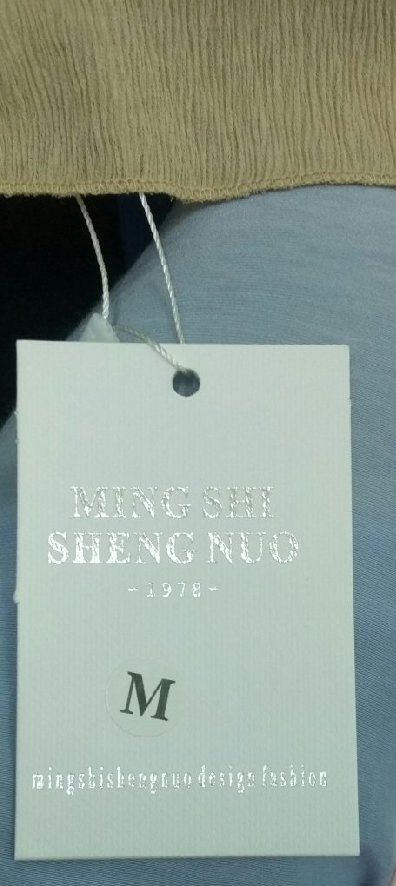 MING SHI
SHENG NUO
-1978-
M
mingshishengnuo design fashion